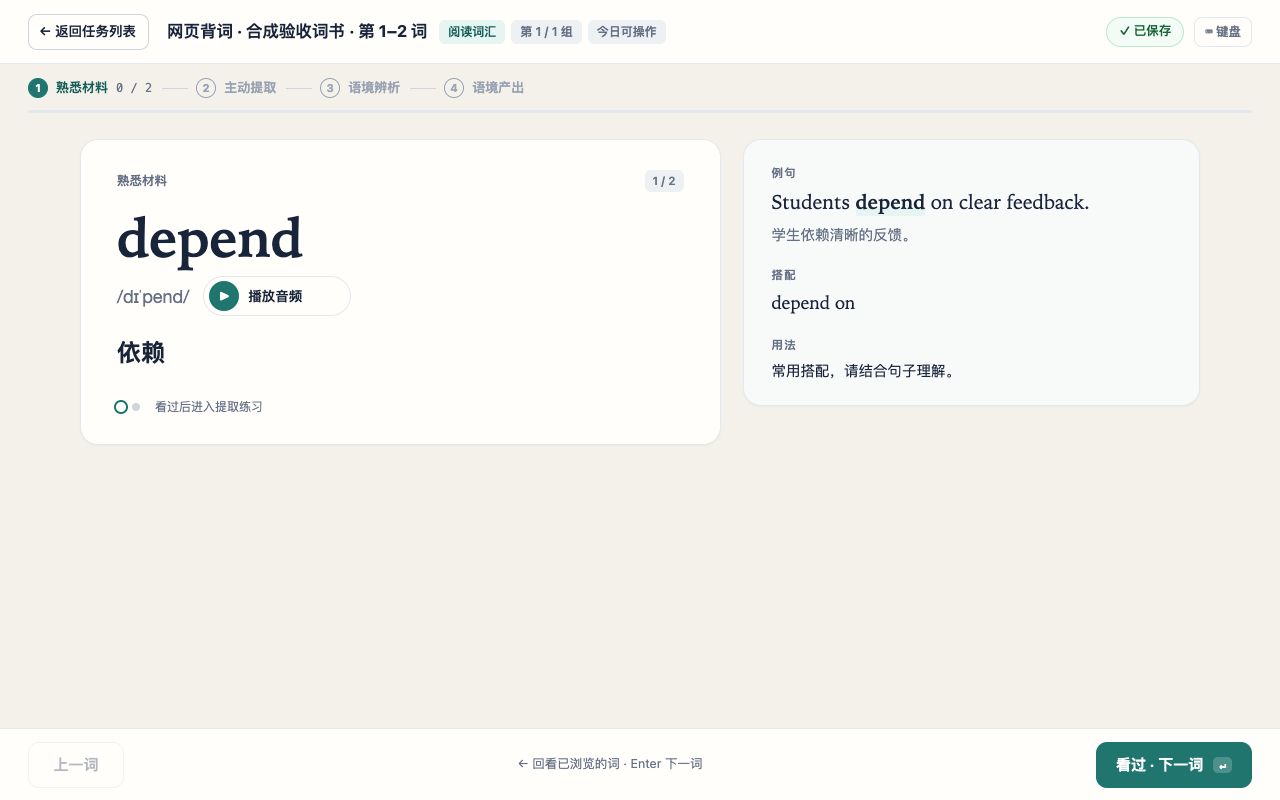 ← 返回任务列表
网页背词 · 合成验收词书 · 第 1–2 词
阅读词汇
第 1 / 1 组
今日可操作
✓ 已保存
⌨ 键盘
1 熟悉材料 0 / 2
2 主动提取
3 语境辨析
4 语境产出
熟悉材料
1 / 2
depend
/dɪˈpend/
播放音频
依赖
看过后进入提取练习
例句
Students depend on clear feedback.
学生依赖清晰的反馈。
搭配
depend on
用法
常用搭配，请结合句子理解。
上一词
← 回看已浏览的词 · Enter 下一词
看过 · 下一词 ↵